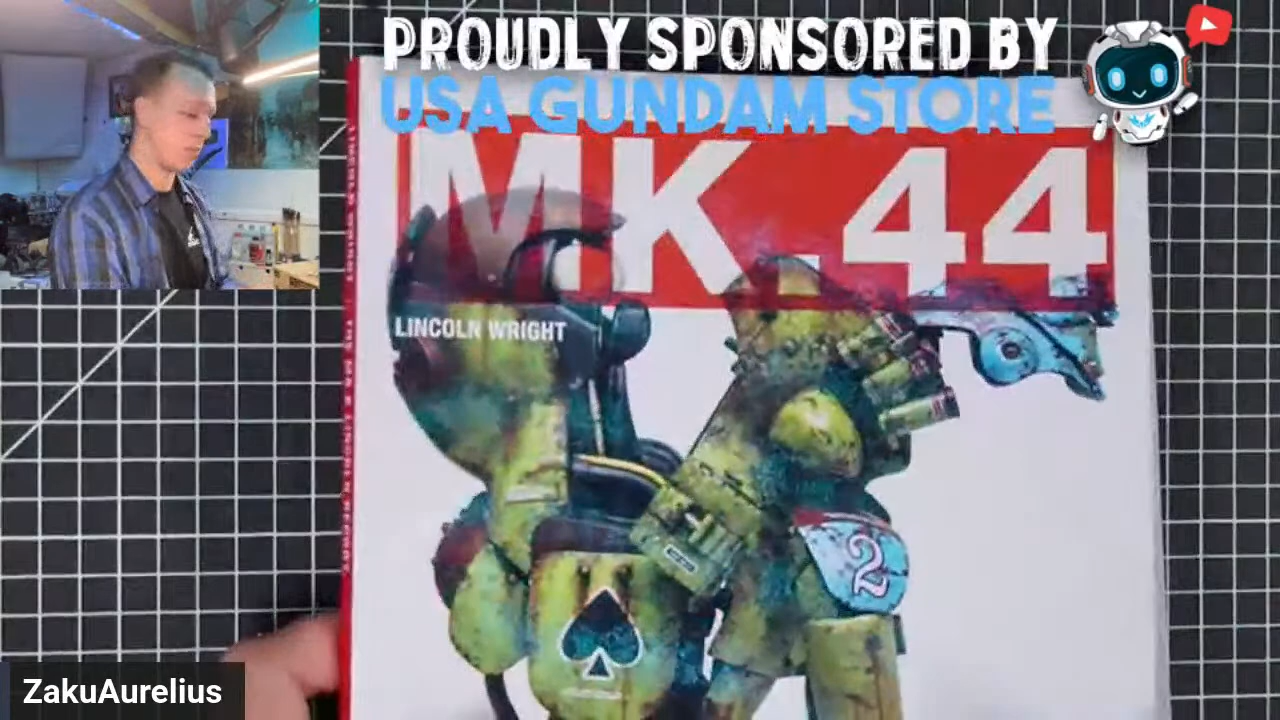 PROUDLY SPONSORED BY
USA GUNDAM STORE
MK.44
LINCOLN WRIGHT
2
ZakuAurelius